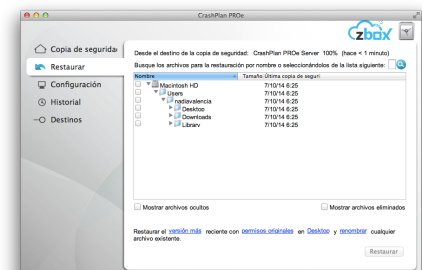 CrashPlan PROe
zbox
Copia de seguridad
Restaurar
Configuración
Historial
Destinos
Desde el destino de la copia de seguridad: CrashPlan PROe Server 100% (hace < 1 minuto)
Busque los archivos para la restauración por nombre o seleccionándolos de la lista siguiente:
Nombre Tamaño Última copia de seguri
Macintosh HD 7/10/14 6:25
Users 7/10/14 6:25
nadiavalencia 7/10/14 6:25
Desktop 7/10/14 6:25
Downloads 7/10/14 6:25
Library 7/10/14 6:25
Mostrar archivos ocultos Mostrar archivos eliminados
Restaurar el versión más reciente con permisos originales en Desktop y renombrar cualquier
archivo existente.
Restaurar